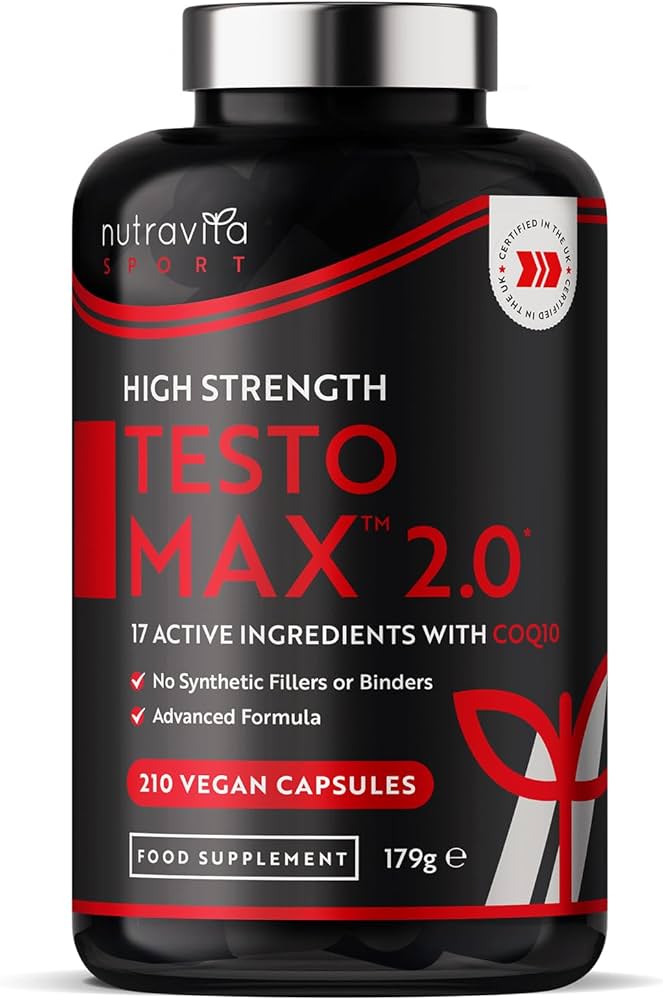 nutravita
SPORT
CERTIFIED IN THE UK ★ CERTIFIED IN THE UK ★
HIGH STRENGTH
TESTO
MAX™ 2.0*
17 ACTIVE INGREDIENTS WITH COQ10
No Synthetic Fillers or Binders
Advanced Formula
210 VEGAN CAPSULES
FOOD SUPPLEMENT 179g ℮